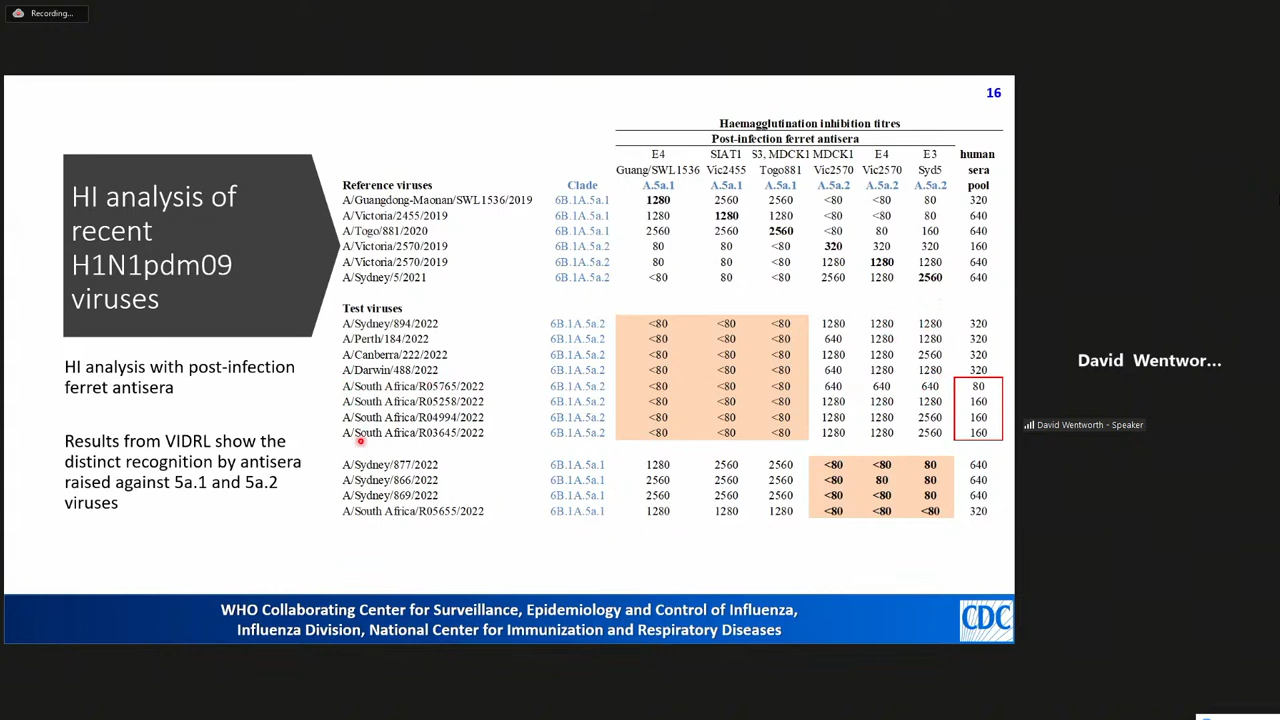 Recording...
16
HI analysis of
recent
H1N1pdm09
viruses
HI analysis with post-infection
ferret antisera
Results from VIDRL show the
distinct recognition by antisera
raised against 5a.1 and 5a.2
viruses
Haemagglutination inhibition titres
Post-infection ferret antisera
E4 SIAT1 S3, MDCK1 MDCK1 E4 E3 human
Guang/SWL1536 Vic2455 Togo881 Vic2570 Vic2570 Syd5 sera
Reference viruses Clade A.5a.1 A.5a.1 A.5a.1 A.5a.2 A.5a.2 A.5a.2 pool
A/Guangdong-Maonan/SWL1536/2019 6B.1A.5a.1 1280 2560 2560 <80 <80 80 320
A/Victoria/2455/2019 6B.1A.5a.1 1280 1280 1280 <80 <80 80 640
A/Togo/881/2020 6B.1A.5a.1 2560 2560 2560 <80 80 160 640
A/Victoria/2570/2019 6B.1A.5a.2 80 80 <80 320 320 320 160
A/Victoria/2570/2019 6B.1A.5a.2 80 80 <80 1280 1280 1280 640
A/Sydney/5/2021 6B.1A.5a.2 <80 80 <80 2560 1280 2560 640
Test viruses
A/Sydney/894/2022 6B.1A.5a.2 <80 <80 <80 1280 1280 1280 320
A/Perth/184/2022 6B.1A.5a.2 <80 <80 <80 640 1280 1280 320
A/Canberra/222/2022 6B.1A.5a.2 <80 <80 <80 1280 1280 2560 320
A/Darwin/488/2022 6B.1A.5a.2 <80 <80 <80 640 1280 1280 320
A/South Africa/R05765/2022 6B.1A.5a.2 <80 <80 <80 640 640 640 80
A/South Africa/R05258/2022 6B.1A.5a.2 <80 <80 <80 1280 1280 1280 160
A/South Africa/R04994/2022 6B.1A.5a.2 <80 <80 <80 1280 1280 2560 160
A/South Africa/R03645/2022 6B.1A.5a.2 <80 <80 <80 1280 1280 2560 160
A/Sydney/877/2022 6B.1A.5a.1 1280 2560 2560 <80 <80 80 640
A/Sydney/866/2022 6B.1A.5a.1 2560 2560 2560 <80 80 80 640
A/Sydney/869/2022 6B.1A.5a.1 2560 2560 2560 <80 <80 80 640
A/South Africa/R05655/2022 6B.1A.5a.1 1280 1280 1280 <80 <80 <80 320
WHO Collaborating Center for Surveillance, Epidemiology and Control of Influenza,
Influenza Division, National Center for Immunization and Respiratory Diseases
CDC
David Wentwor...
David Wentworth - Speaker